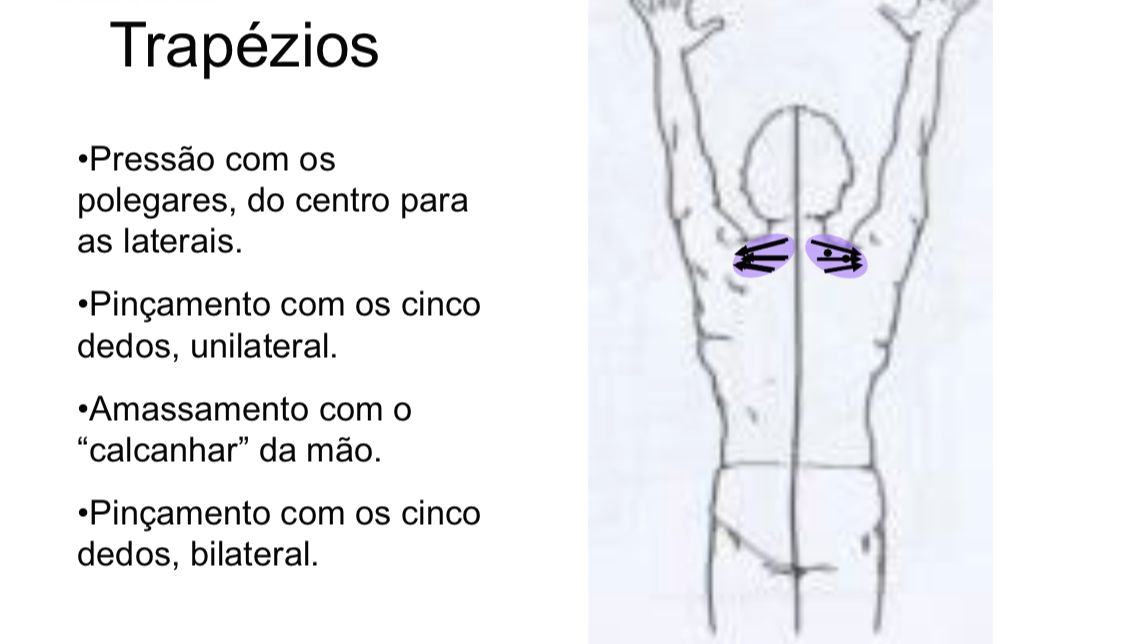 Trapézios
•Pressão com os
polegares, do centro para
as laterais.
•Pinçamento com os cinco
dedos, unilateral.
•Amassamento com o
“calcanhar” da mão.
•Pinçamento com os cinco
dedos, bilateral.